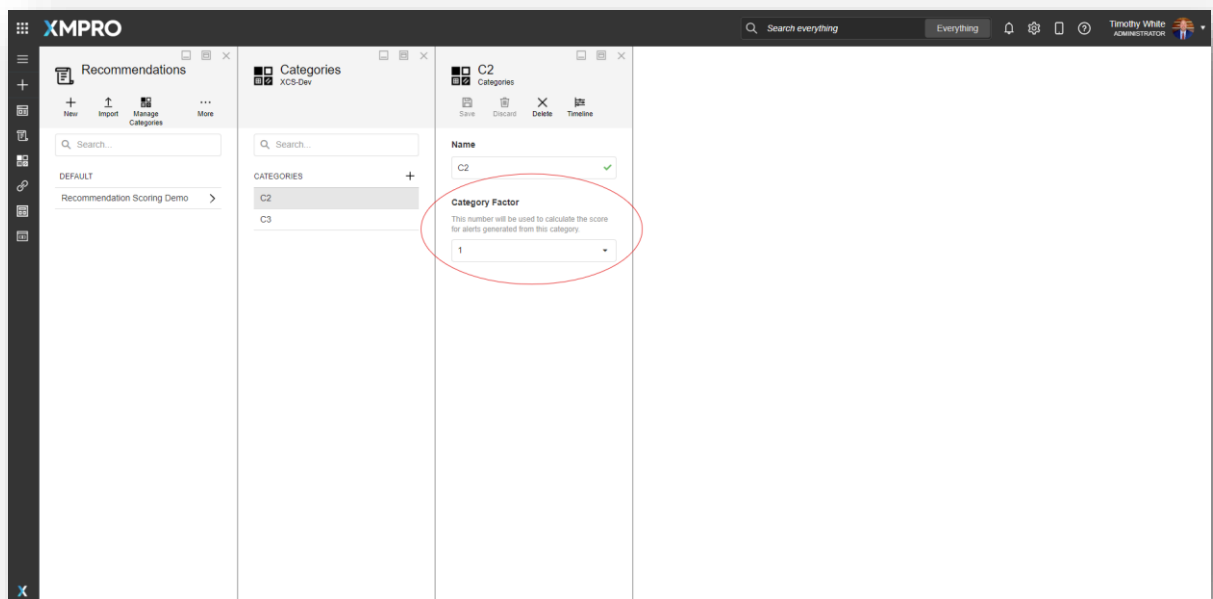 XMPRO
Search everything
Everything
Timothy White
ADMINISTRATOR
Recommendations
New
Import
Manage
Categories
More
Search...
DEFAULT
Recommendation Scoring Demo
Categories
XCS-Dev
Search...
CATEGORIES
C2
C3
C2
Categories
Save
Discard
Delete
Timeline
Name
C2
Category Factor
This number will be used to calculate the score
for alerts generated from this category.
1
X